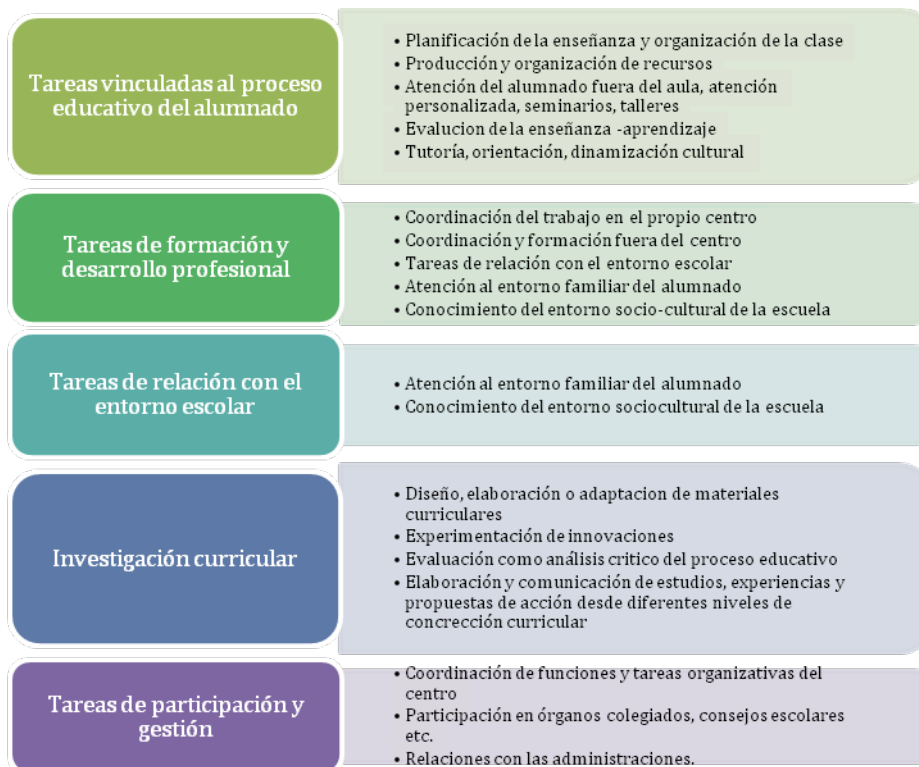 Tareas vinculadas al proceso
educativo del alumnado
• Planificación de la enseñanza y organización de la clase
• Producción y organización de recursos
• Atención del alumnado fuera del aula, atención
personalizada, seminarios, talleres
• Evalucion de la enseñanza -aprendizaje
• Tutoría, orientación, dinamización cultural
Tareas de formación y
desarrollo profesional
• Coordinación del trabajo en el propio centro
• Coordinación y formación fuera del centro
• Tareas de relación con el entorno escolar
• Atención al entorno familiar del alumnado
• Conocimiento del entorno socio-cultural de la escuela
Tareas de relación con el
entorno escolar
• Atención al entorno familiar del alumnado
• Conocimiento del entorno sociocultural de la escuela
Investigación curricular
• Diseño, elaboración o adaptacion de materiales
curriculares
• Experimentación de innovaciones
• Evaluación como análisis critico del proceso educativo
• Elaboración y comunicación de estudios, experiencias y
propuestas de acción desde diferentes niveles de
concrección curricular
Tareas de participación y
gestión
• Coordinación de funciones y tareas organizativas del
centro
• Participación en órganos colegiados, consejos escolares
etc.
• Relaciones con las administraciones.